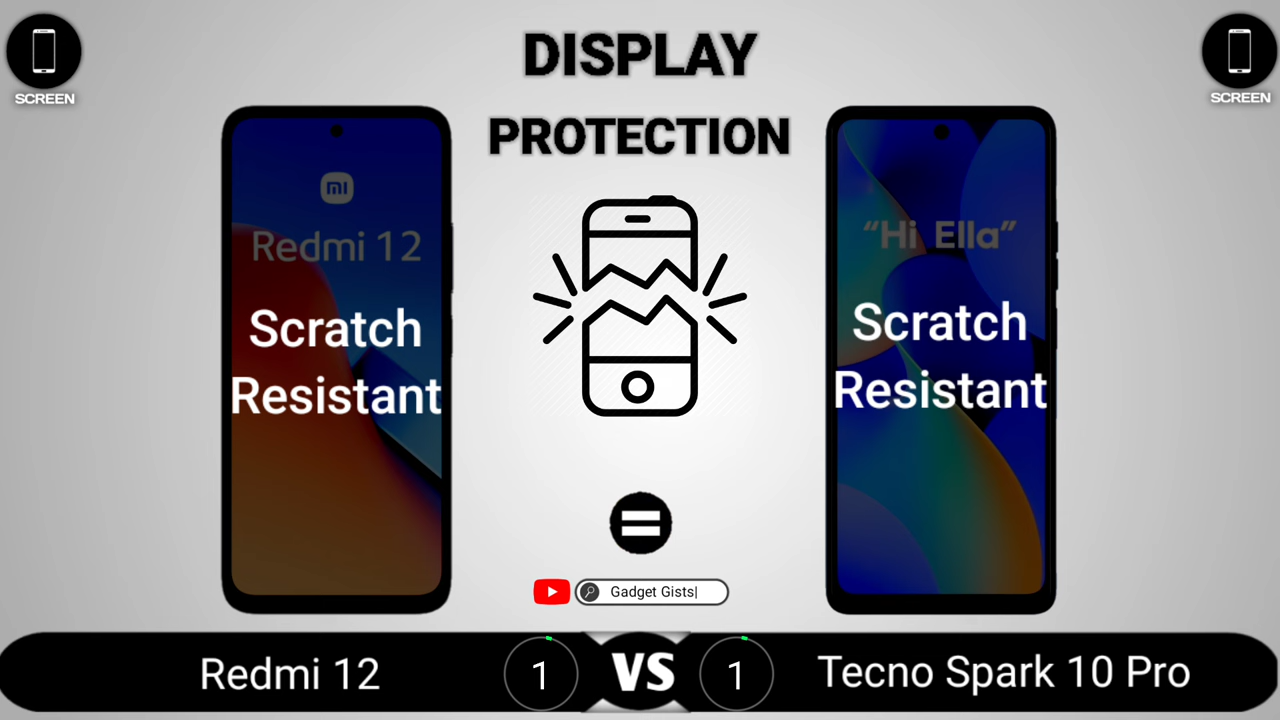 SCREEN
DISPLAY
PROTECTION
SCREEN
mi
Redmi 12
Scratch
Resistant
“Hi Ella”
Scratch
Resistant
Gadget Gists|
Redmi 12
1
VS
1
Tecno Spark 10 Pro